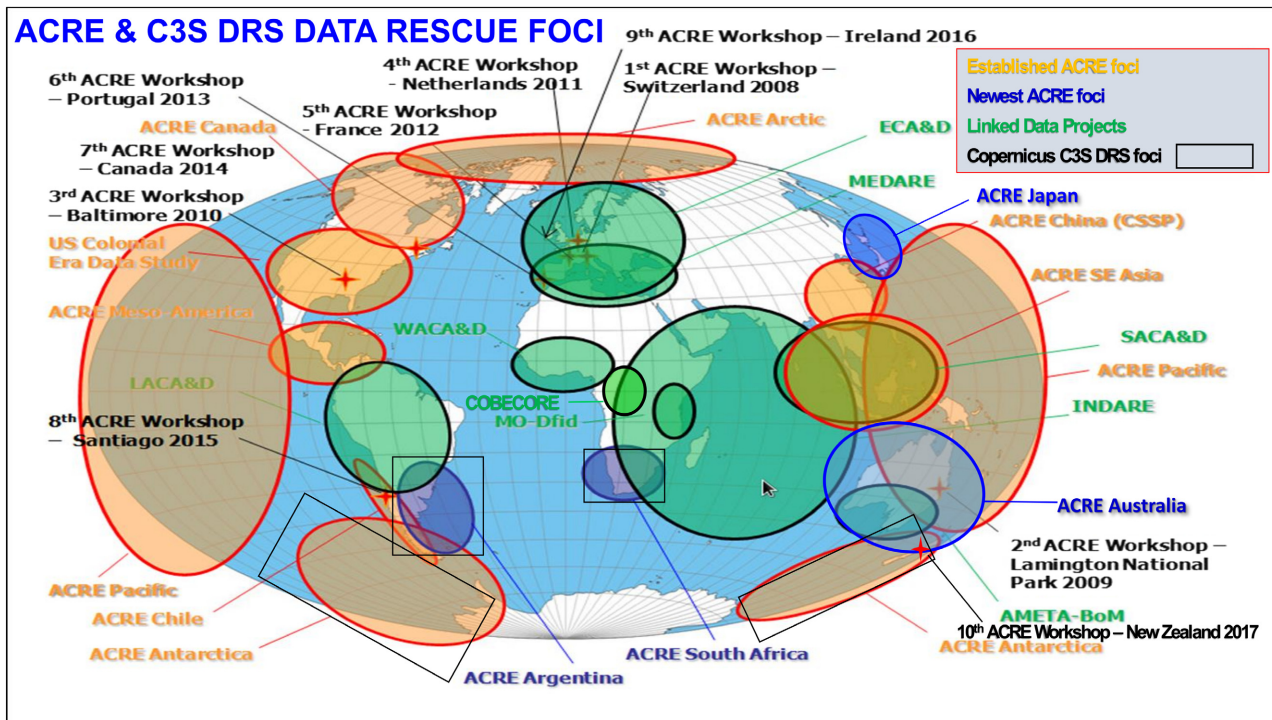 ACRE & C3S DRS DATA RESCUE FOCI
9th ACRE Workshop – Ireland 2016
4th ACRE Workshop
- Netherlands 2011
1st ACRE Workshop –
Switzerland 2008
6th ACRE Workshop
– Portugal 2013
5th ACRE Workshop
- France 2012
ACRE Canada
ACRE Arctic
ECA&D
Established ACRE foci
Newest ACRE foci
Linked Data Projects
Copernicus C3S DRS foci
7th ACRE Workshop
– Canada 2014
MEDARE
3rd ACRE Workshop
– Baltimore 2010
ACRE Japan
ACRE China (CSSP)
US Colonial
Era Data Study
ACRE SE Asia
ACRE Meso-America
WACA&D
SACA&D
LACA&D
ACRE Pacific
COBECORE
MO-Dfid
INDARE
8th ACRE Workshop
– Santiago 2015
ACRE Australia
2nd ACRE Workshop –
Lamington National
Park 2009
ACRE Pacific
ACRE Chile
AMETA-BoM
10th ACRE Workshop – New Zealand 2017
ACRE Antarctica
ACRE Antarctica
ACRE South Africa
ACRE Argentina